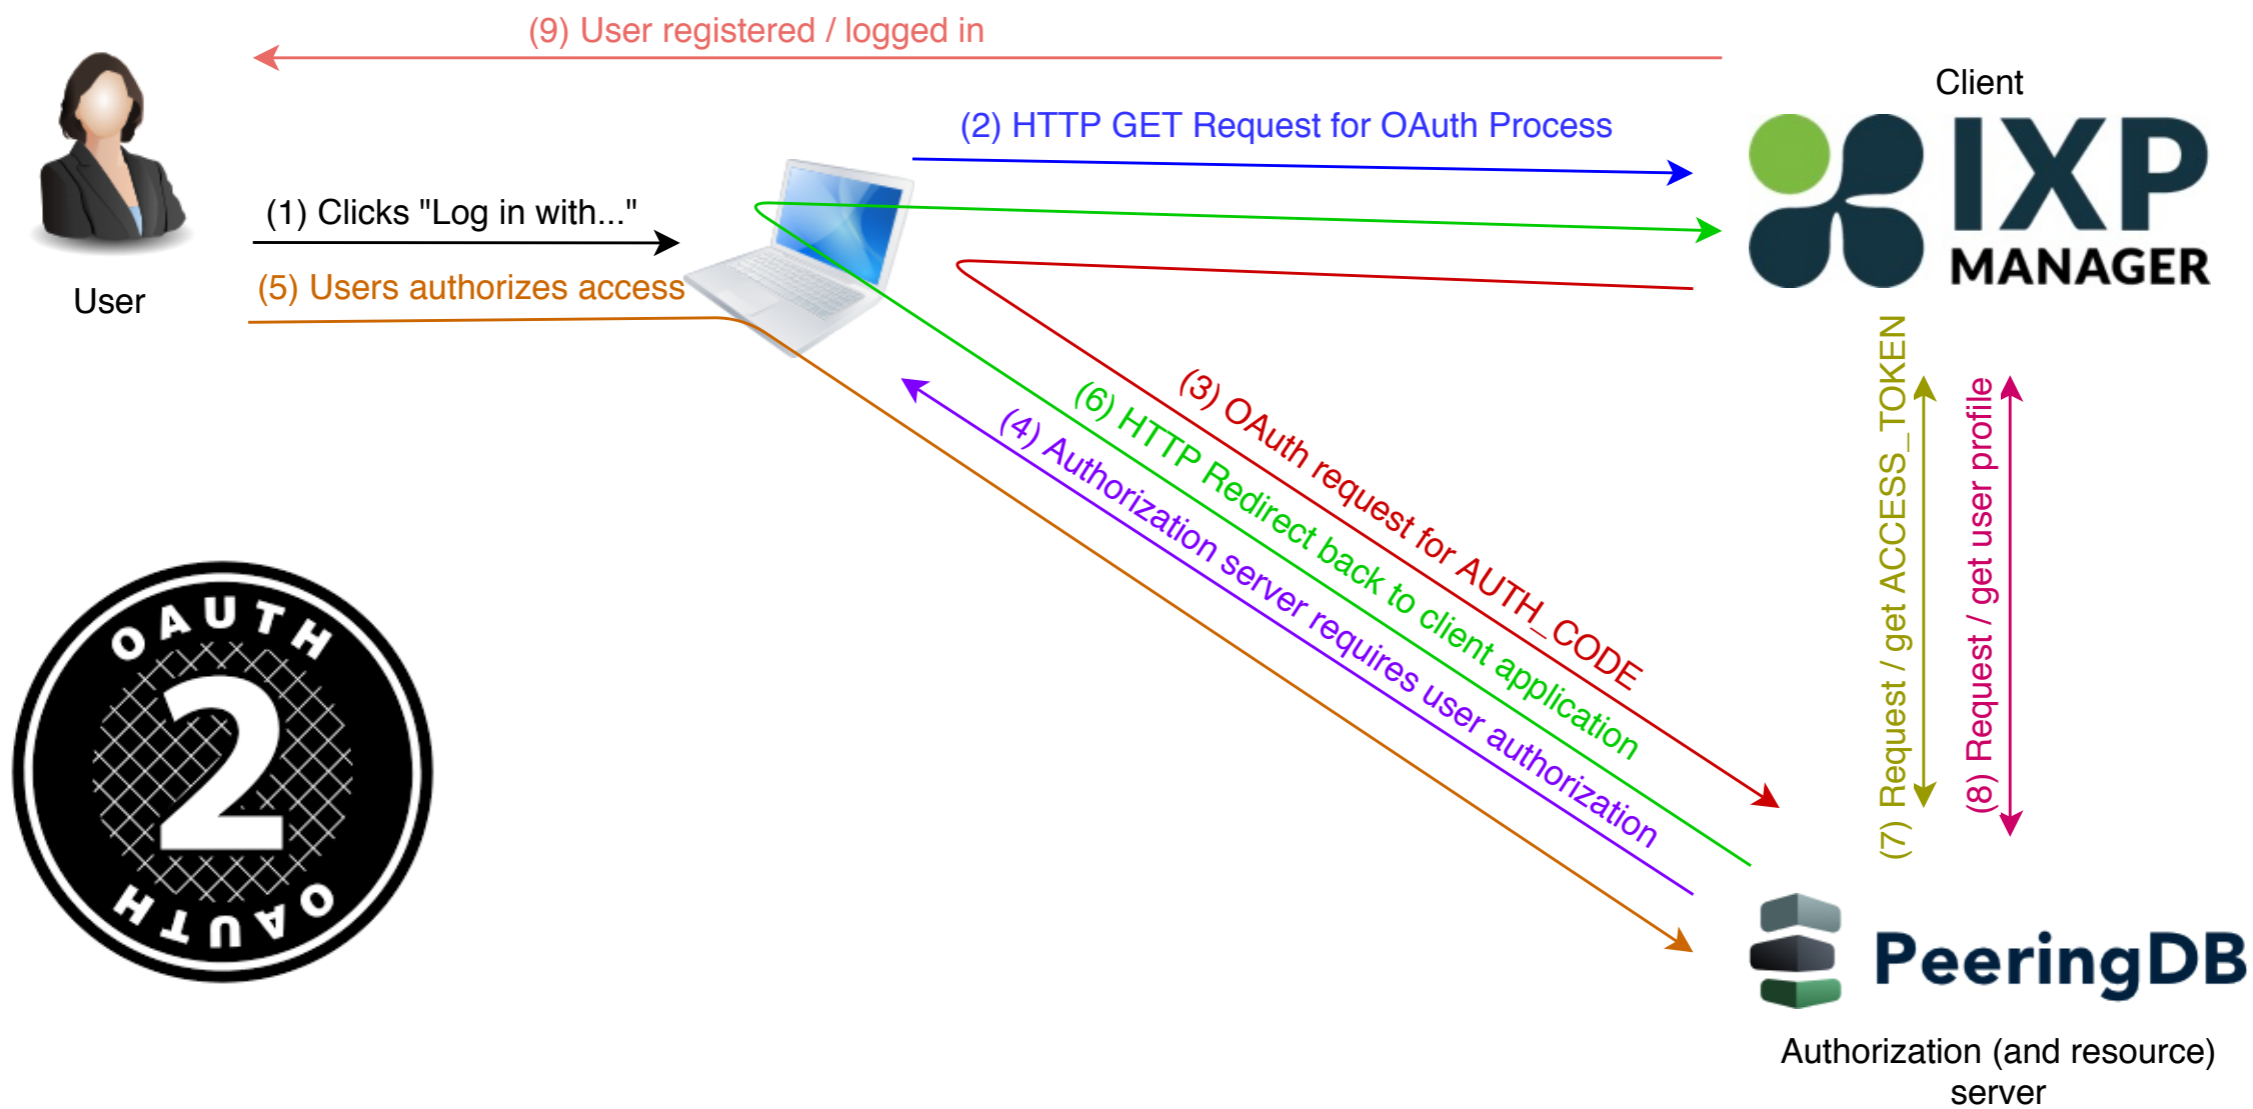 (9) User registered / logged in
Client
(2) HTTP GET Request for OAuth Process
IXP
MANAGER
(1) Clicks "Log in with..."
(5) Users authorizes access
User
(3) OAuth request for AUTH_CODE
(6) HTTP Redirect back to client application
(4) Authorization server requires user authorization
(7) Request / get ACCESS_TOKEN
(8) Request / get user profile
OAUTH
2
OAUTH
PeeringDB
Authorization (and resource)
server